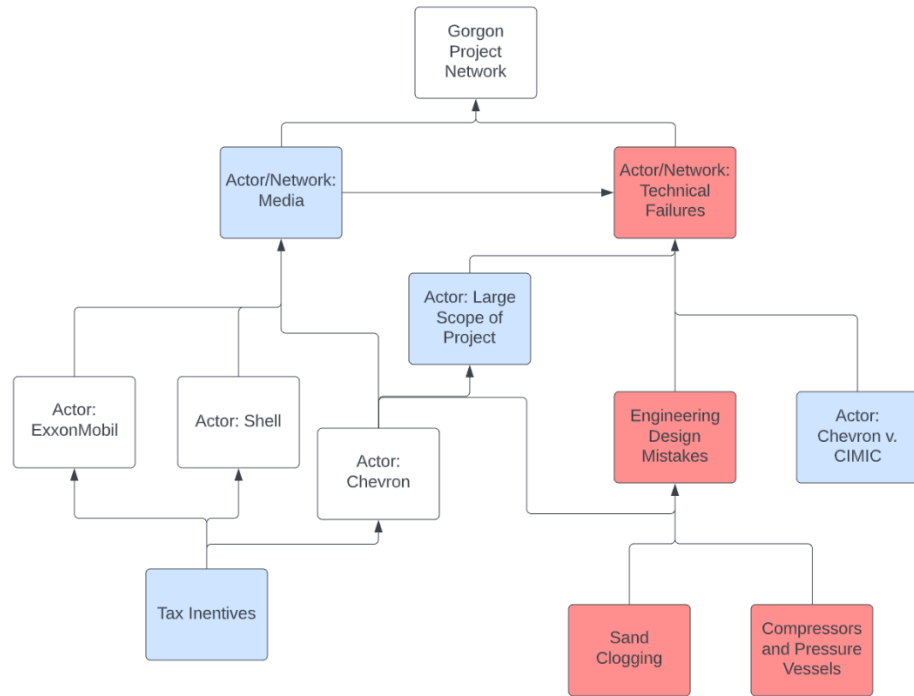 Gorgon
Project
Network
Actor/Network:
Media
Actor/Network:
Technical
Failures
Actor: Large
Scope of
Project
Actor:
ExxonMobil
Actor: Shell
Actor:
Chevron
Engineering
Design
Mistakes
Actor:
Chevron v.
CIMIC
Tax Inentives
Sand
Clogging
Compressors
and Pressure
Vessels